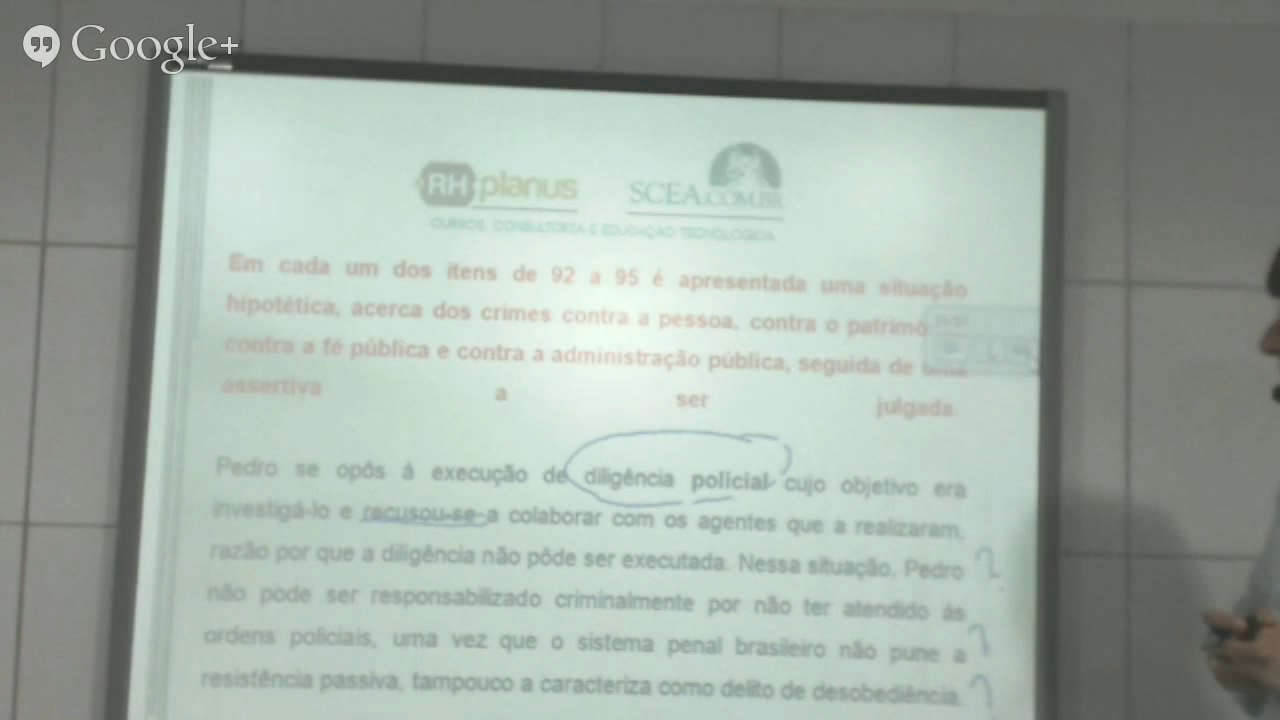 Google+
RH planus
SCEA.COM.BR
CURSOS, CONSULTORIA E EDUCAÇÃO TECNOLOGICA
Em cada um dos itens de 92 a 95 é apresentada uma situação
hipotética, acerca dos crimes contra a pessoa, contra o patrimô
contra a fé pública e contra a administração pública, seguida de uma
assertiva a ser julgada.
Pedro se opôs à execução de diligência policial cujo objetivo era
investigá-lo e recusou-se a colaborar com os agentes que a realizaram,
razão por que a diligência não pôde ser executada. Nessa situação, Pedro
não pode ser responsabilizado criminalmente por não ter atendido às
ordens policiais, uma vez que o sistema penal brasileiro não pune a
resistência passiva, tampouco a caracteriza como delito de desobediência.